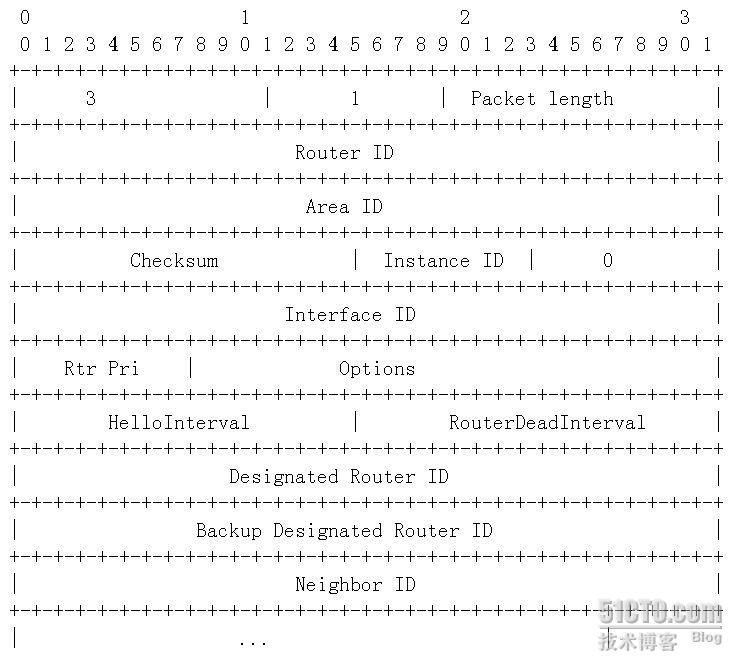 0                   1                   2                   3
0 1 2 3 4 5 6 7 8 9 0 1 2 3 4 5 6 7 8 9 0 1 2 3 4 5 6 7 8 9 0 1
+-+-+-+-+-+-+-+-+-+-+-+-+-+-+-+-+-+-+-+-+-+-+-+-+-+-+-+-+-+-+-+-+
| 3 | 1 | Packet length |
+-+-+-+-+-+-+-+-+-+-+-+-+-+-+-+-+-+-+-+-+-+-+-+-+-+-+-+-+-+-+-+-+
| Router ID |
+-+-+-+-+-+-+-+-+-+-+-+-+-+-+-+-+-+-+-+-+-+-+-+-+-+-+-+-+-+-+-+-+
| Area ID |
+-+-+-+-+-+-+-+-+-+-+-+-+-+-+-+-+-+-+-+-+-+-+-+-+-+-+-+-+-+-+-+-+
| Checksum | Instance ID | 0 |
+-+-+-+-+-+-+-+-+-+-+-+-+-+-+-+-+-+-+-+-+-+-+-+-+-+-+-+-+-+-+-+-+
| Interface ID |
+-+-+-+-+-+-+-+-+-+-+-+-+-+-+-+-+-+-+-+-+-+-+-+-+-+-+-+-+-+-+-+-+
| Rtr Pri | Options |
+-+-+-+-+-+-+-+-+-+-+-+-+-+-+-+-+-+-+-+-+-+-+-+-+-+-+-+-+-+-+-+-+
| HelloInterval | RouterDeadInterval |
+-+-+-+-+-+-+-+-+-+-+-+-+-+-+-+-+-+-+-+-+-+-+-+-+-+-+-+-+-+-+-+-+
| Designated Router ID |
+-+-+-+-+-+-+-+-+-+-+-+-+-+-+-+-+-+-+-+-+-+-+-+-+-+-+-+-+-+-+-+-+
| Backup Designated Router ID |
+-+-+-+-+-+-+-+-+-+-+-+-+-+-+-+-+-+-+-+-+-+-+-+-+-+-+-+-+-+-+-+-+
| Neighbor ID |
+-+-+-+-+-+-+-+-+-+-+-+-+-+-+-+-+-+-+-+-+-+-+-+-+-+-+-+-+-+-+-+-+
| ... |
51CTO.com
技术博客 Blog